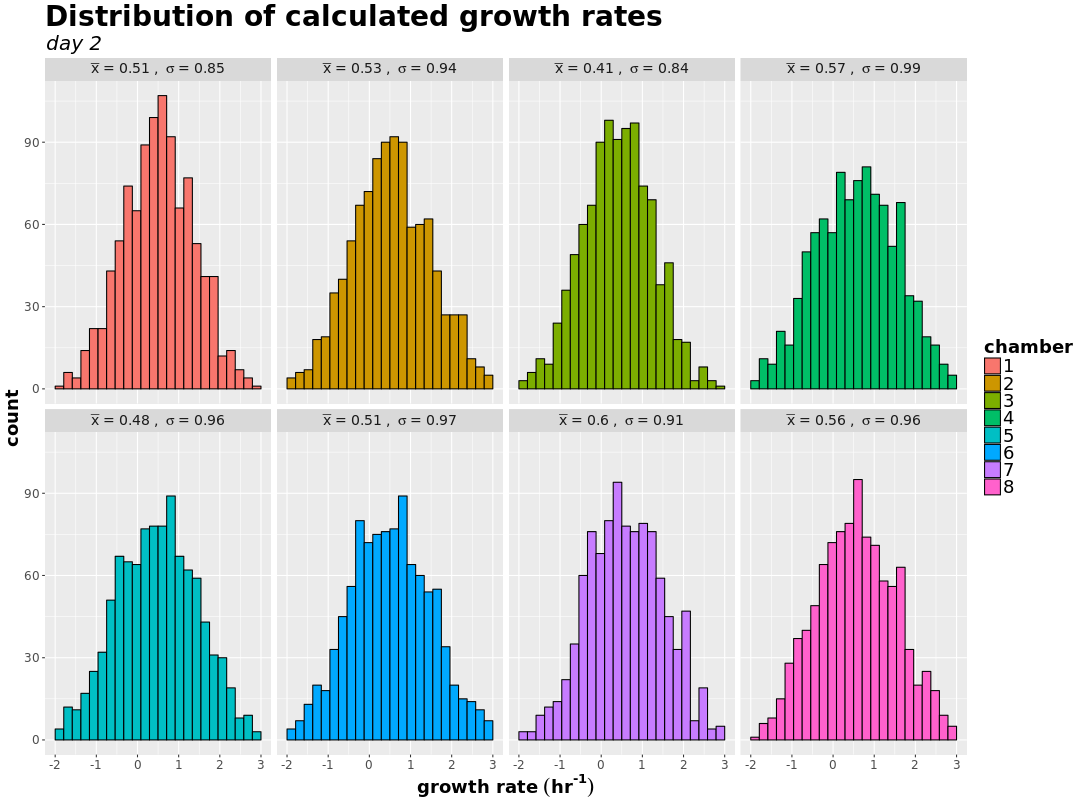 Distribution of calculated growth rates
day 2
x̅ = 0.51 , σ = 0.85
x̅ = 0.53 , σ = 0.94
x̅ = 0.41 , σ = 0.84
x̅ = 0.57 , σ = 0.99
90
60
30
0
x̅ = 0.48 , σ = 0.96
x̅ = 0.51 , σ = 0.97
x̅ = 0.6 , σ = 0.91
x̅ = 0.56 , σ = 0.96
90
60
30
0
-2 -1 0 1 2 3
-2 -1 0 1 2 3
-2 -1 0 1 2 3
-2 -1 0 1 2 3
count
growth rate (hr⁻¹)
chamber
1
2
3
4
5
6
7
8